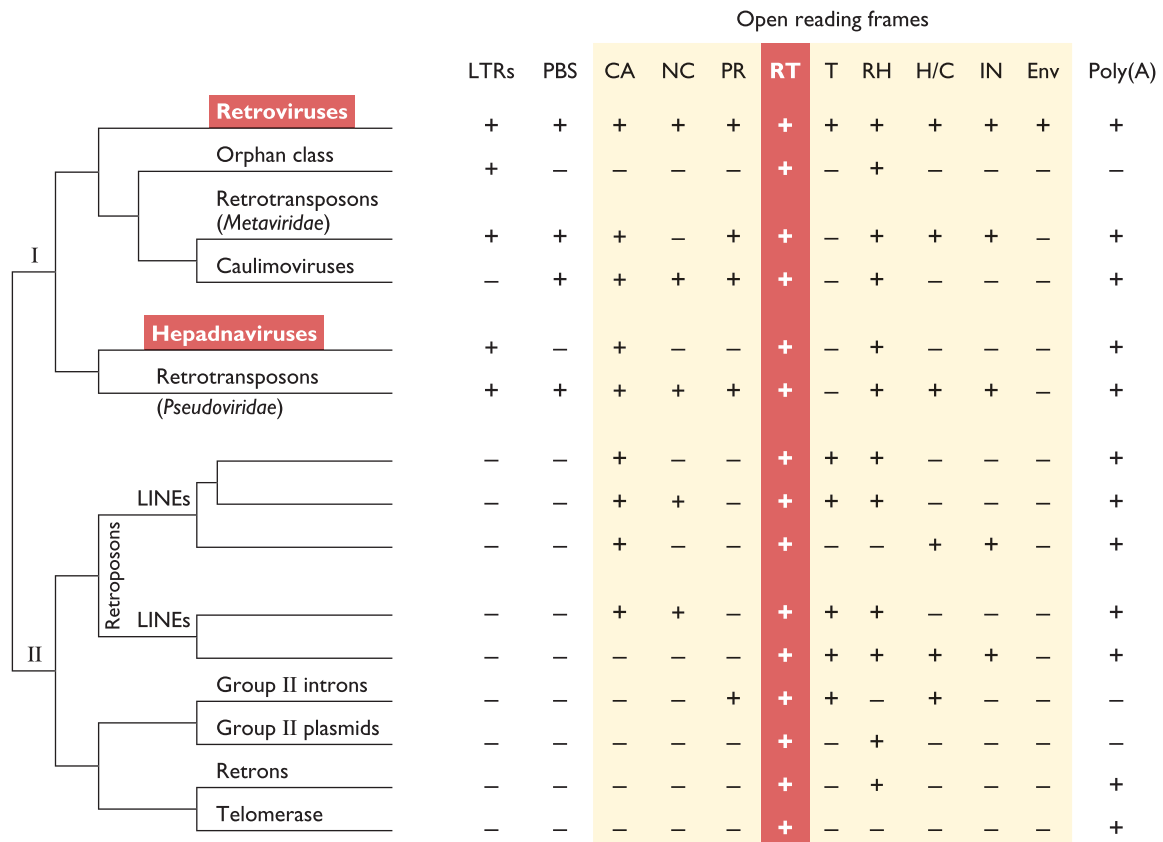 Open reading frames
LTRs PBS CA NC PR RT T RH H/C IN Env Poly(A)
Retroviruses + + + + + + + + + + + +
Orphan class + – – – – + – + – – – –
Retrotransposons
(Metaviridae) + + + – + + – + + + – +
I
Caulimoviruses – + + + + + – + – – – +
Hepadnaviruses + – + – – + – + – – – +
Retrotransposons + + + + + + – + + + – +
(Pseudoviridae)
– – + – – + + + – – – +
LINEs – – + + – + + + – – – +
– – + – – + – – + + – +
Retroposons
LINEs – – + + – + + + – – – +
II – – – – – + + + + + – +
Group II introns – – – – + + + – + – – –
Group II plasmids – – – – – + – + – – – –
Retrons – – – – – + – + – – – +
Telomerase – – – – – + – – – – – +